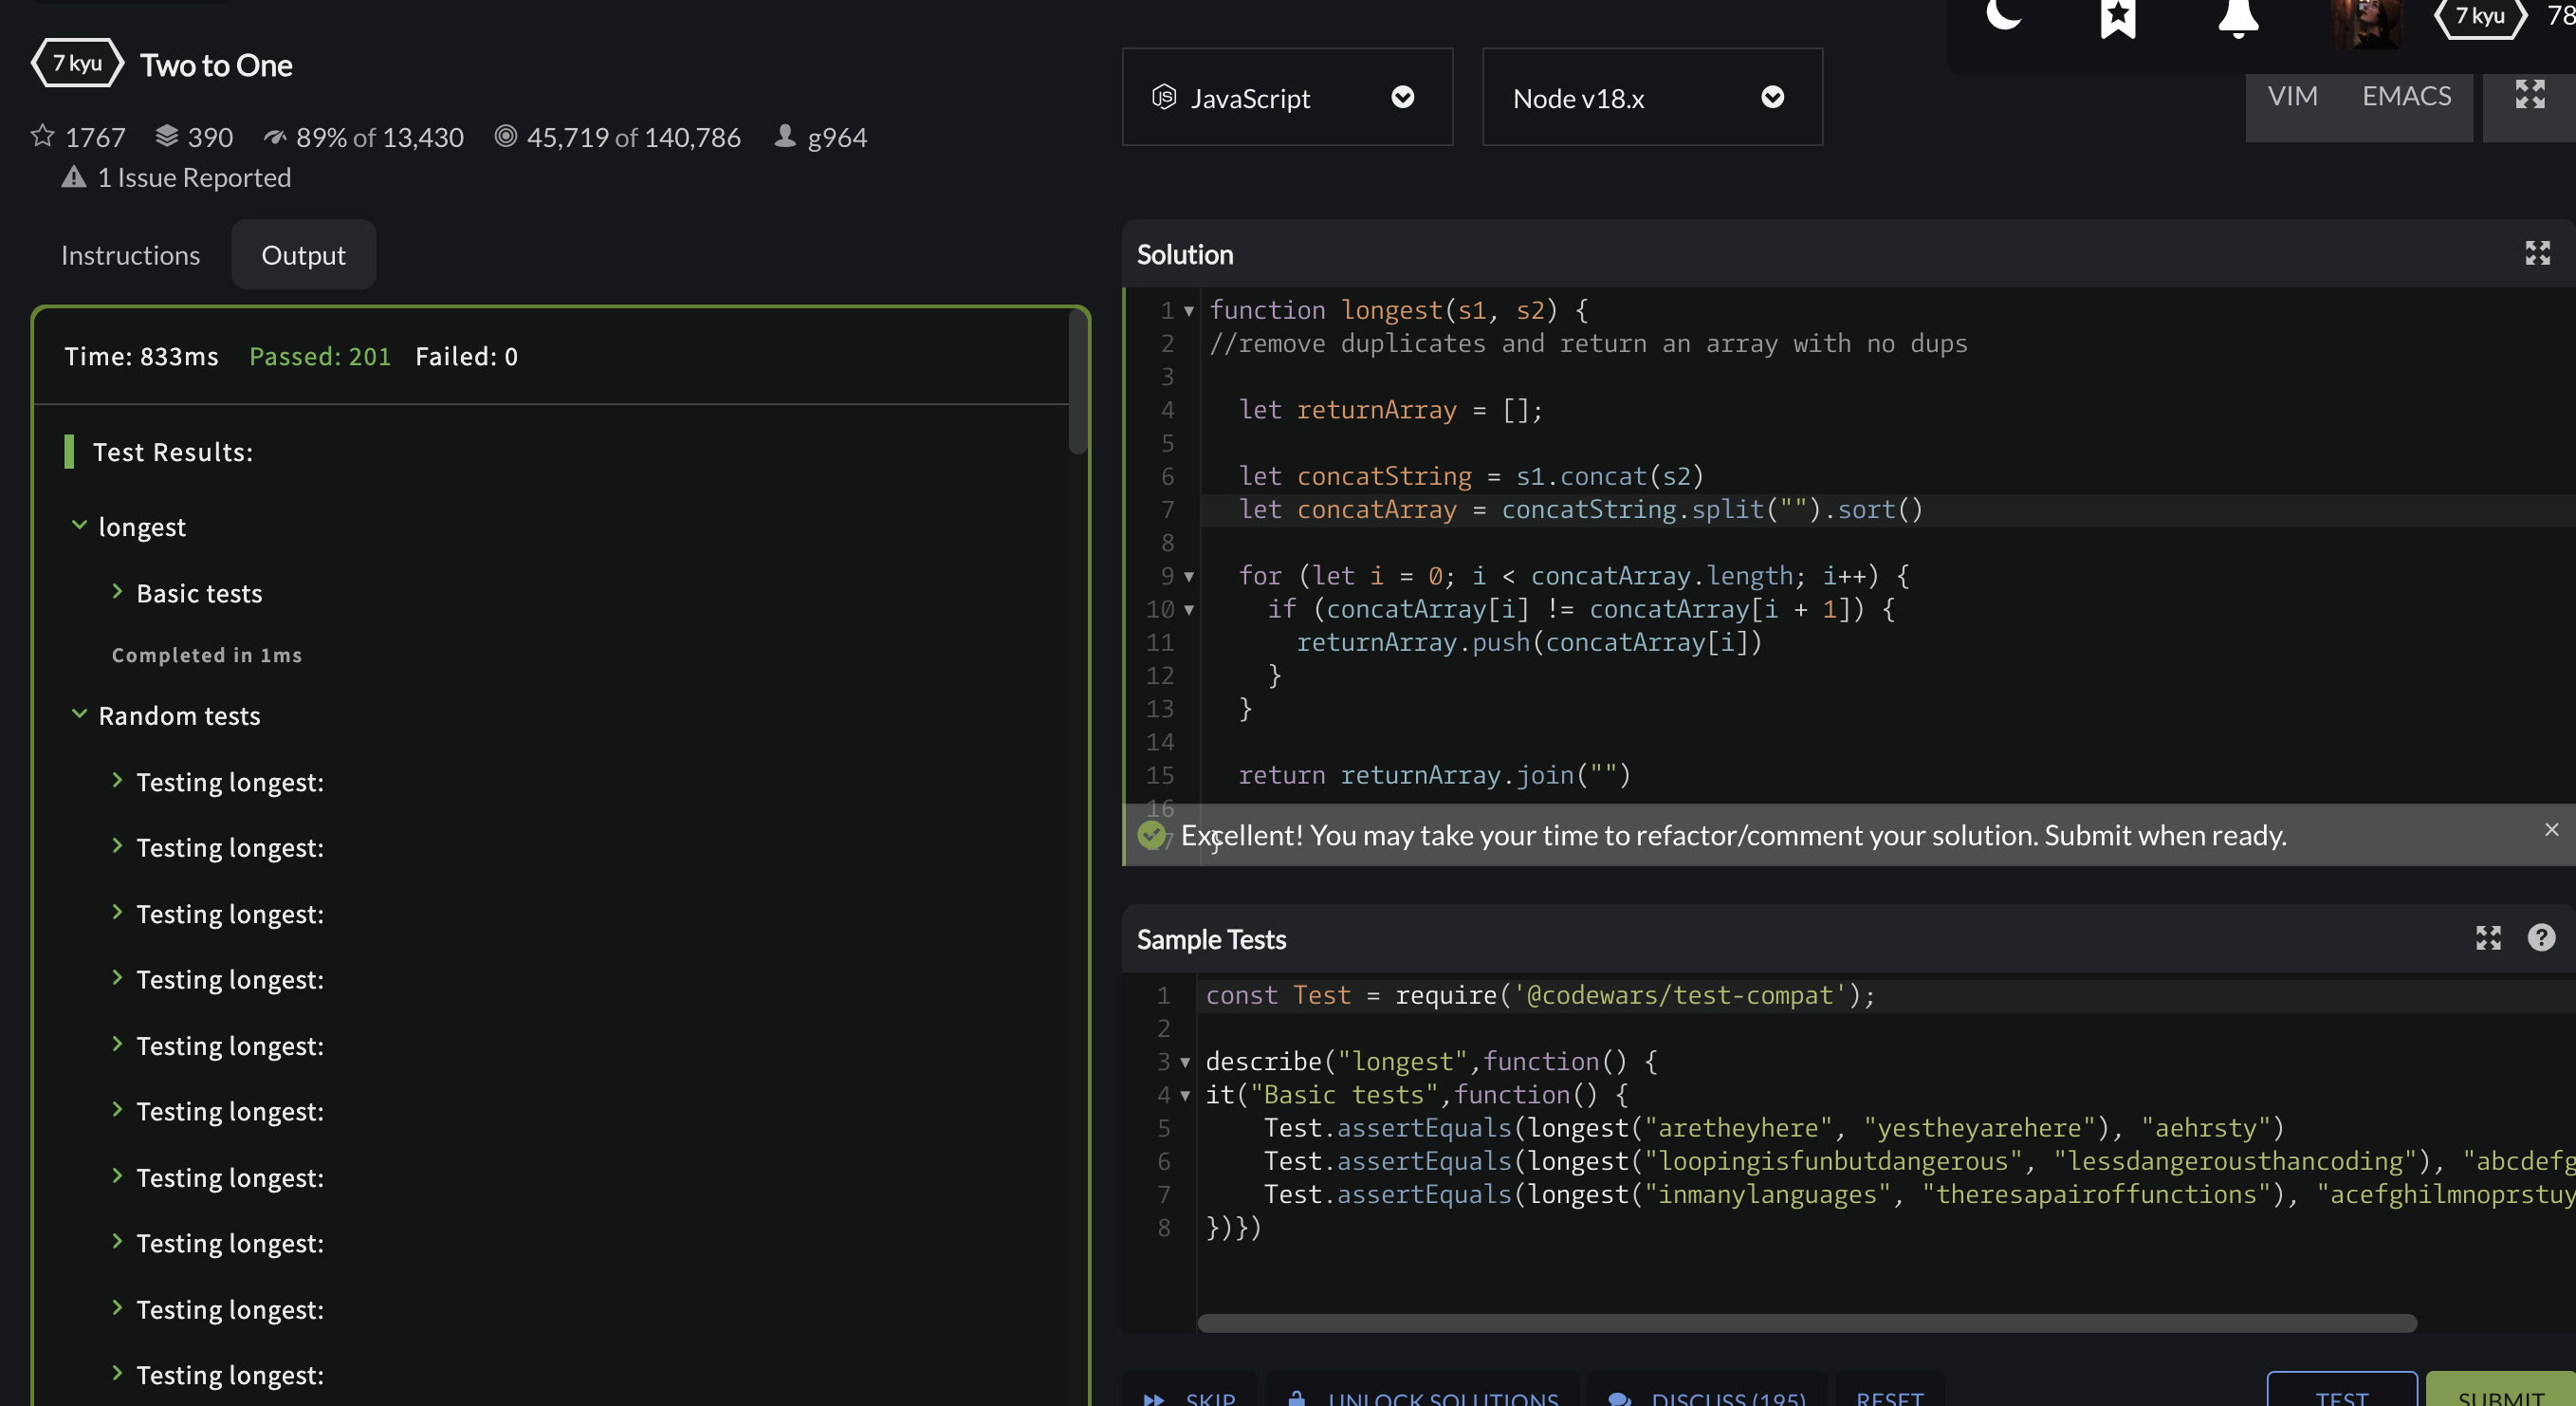 7 kyu Two to One
1767 390 89% of 13,430 45,719 of 140,786 g964
1 Issue Reported
Instructions Output
Time: 833ms Passed: 201 Failed: 0
Test Results:
longest
Basic tests
Completed in 1ms
Random tests
Testing longest:
Testing longest:
Testing longest:
Testing longest:
Testing longest:
Testing longest:
Testing longest:
Testing longest:
Testing longest:
Testing longest:
7 kyu 78
JS JavaScript Node v18.x VIM EMACS
Solution
1 function longest(s1, s2) {
2 //remove duplicates and return an array with no dups
3
4 let returnArray = [];
5
6 let concatString = s1.concat(s2)
7 let concatArray = concatString.split("").sort()
8
9 for (let i = 0; i < concatArray.length; i++) {
10 if (concatArray[i] != concatArray[i + 1]) {
11 returnArray.push(concatArray[i])
12 }
13 }
14
15 return returnArray.join("")
16
17 }
Excellent! You may take your time to refactor/comment your solution. Submit when ready.
Sample Tests
1 const Test = require('@codewars/test-compat');
2
3 describe("longest",function() {
4 it("Basic tests",function() {
5 Test.assertEquals(longest("aretheyhere", "yestheyarehere"), "aehrsty")
6 Test.assertEquals(longest("loopingisfunbutdangerous", "lessdangerousthancoding"), "abcdefg
7 Test.assertEquals(longest("inmanylanguages", "theresapairoffunctions"), "acefghilmnoprstuy
8 })})
SKIP UNLOCK SOLUTIONS DISCUSS (195) RESET TEST SUBMIT